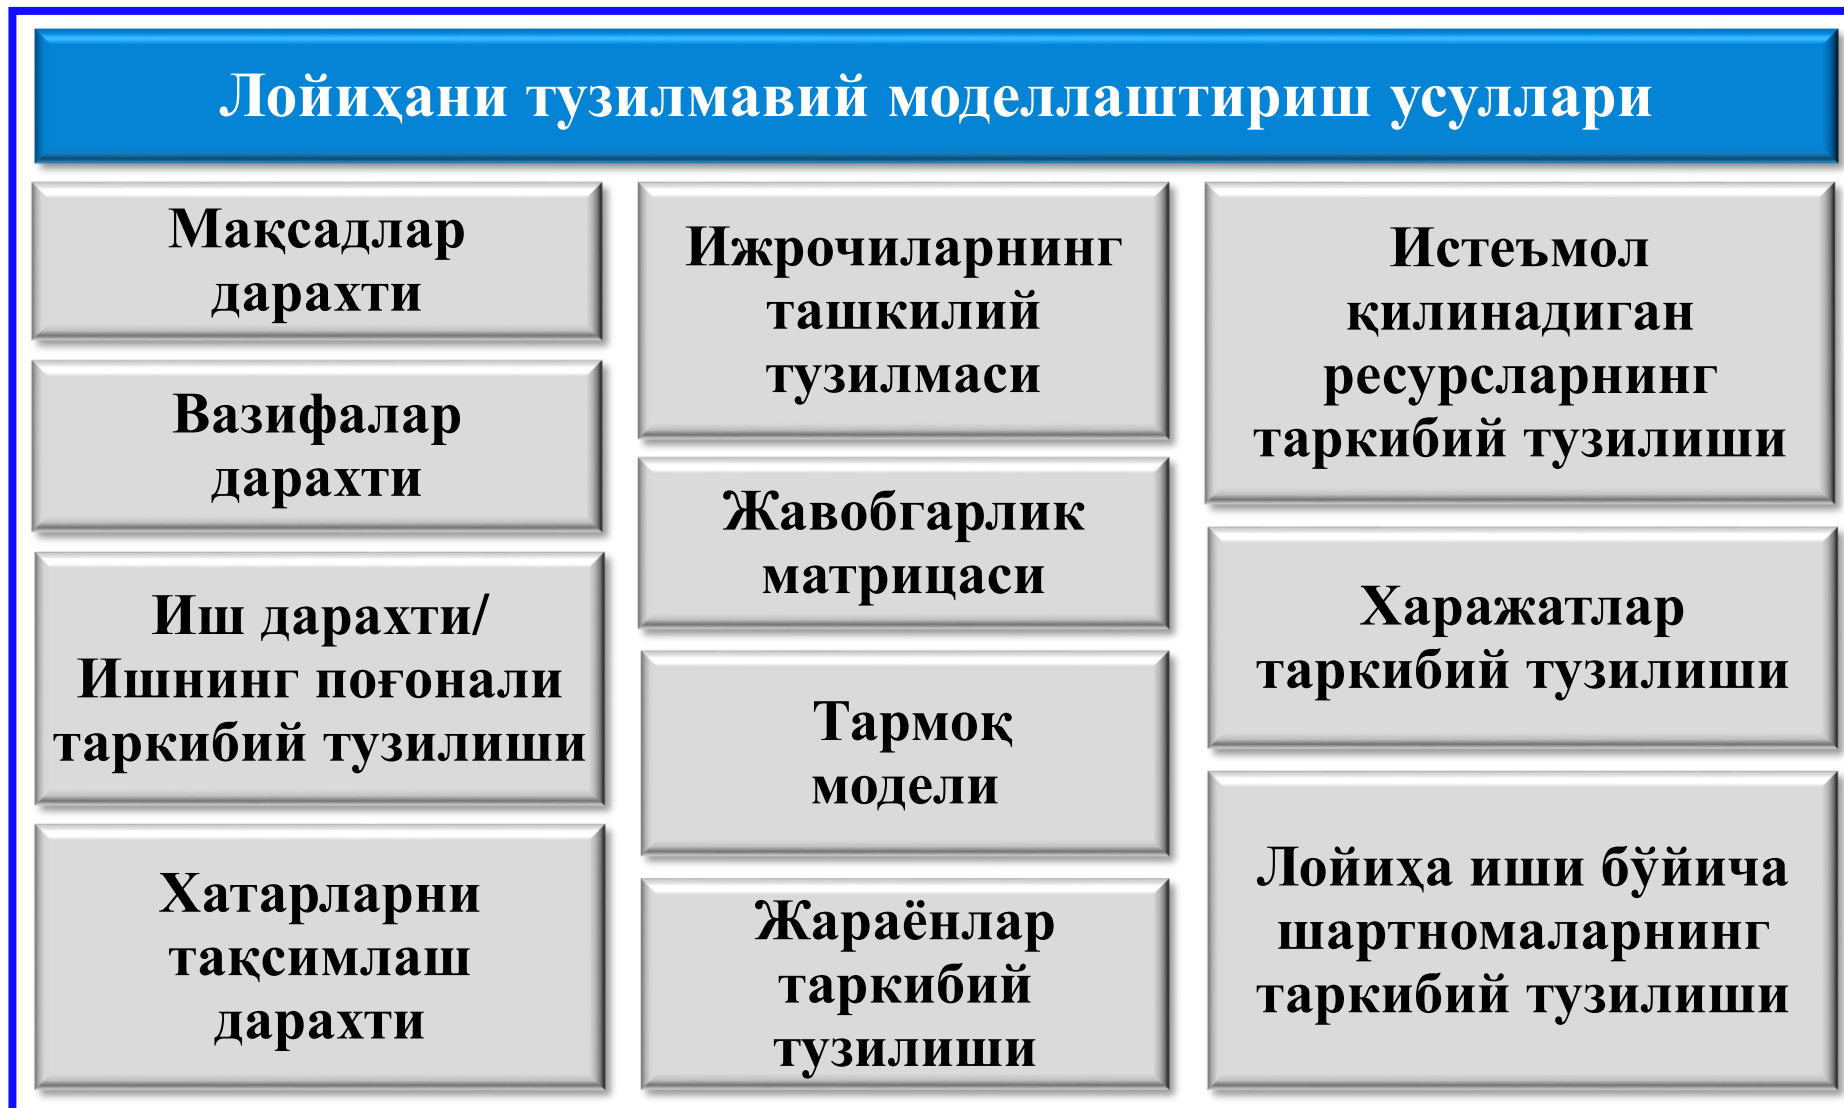 Лойиҳани тузилмавий моделлаштириш усуллари
Мақсадлар
дарахти
Вазифалар
дарахти
Иш дарахти/
Ишнинг поғонали
таркибий тузилиши
Хатарларни
тақсимлаш
дарахти
Ижрочиларнинг
ташкилий
тузилмаси
Жавобгарлик
матрицаси
Тармоқ
модели
Жараёнлар
таркибий
тузилиши
Истеъмол
қилинадиган
ресурсларнинг
таркибий тузилиши
Харажатлар
таркибий тузилиши
Лойиҳа иши бўйича
шартномаларнинг
таркибий тузилиши